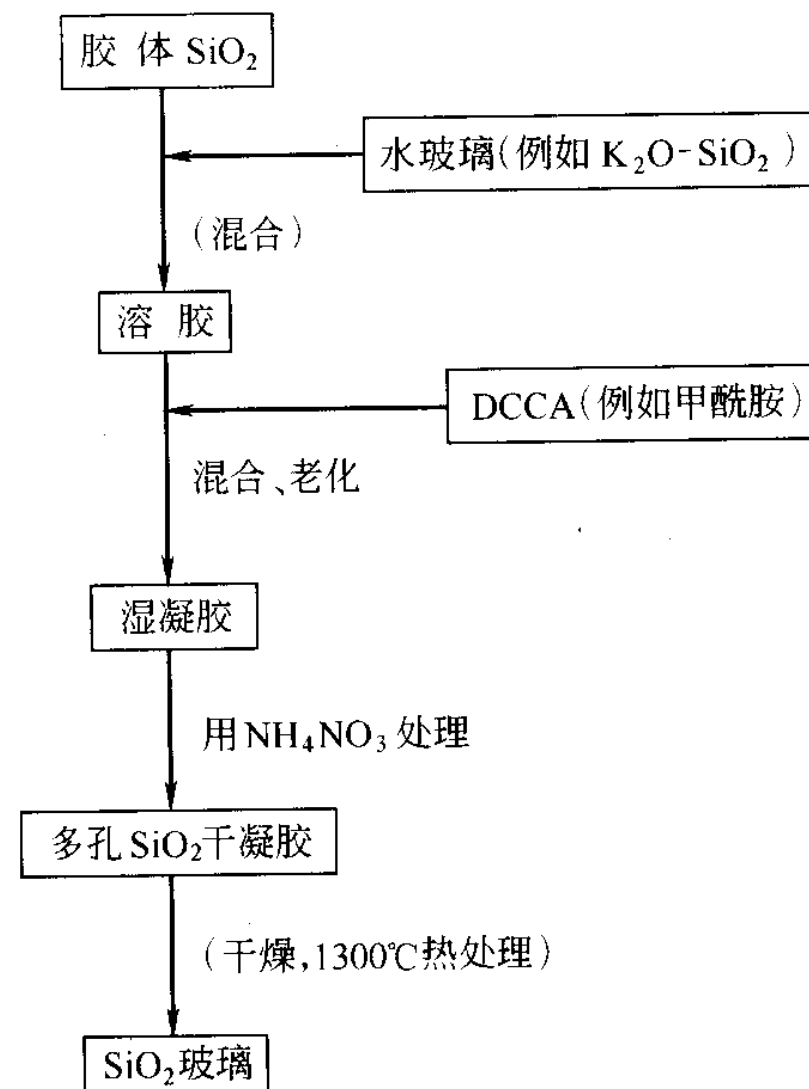 胶 体 SiO₂
水玻璃(例如 K₂O-SiO₂ )
(混合)
溶 胶
DCCA(例如甲酰胺)
混合、老化
湿凝胶
用NH₄NO₃处理
多孔SiO₂干凝胶
(干燥,1300℃热处理)
SiO₂玻璃